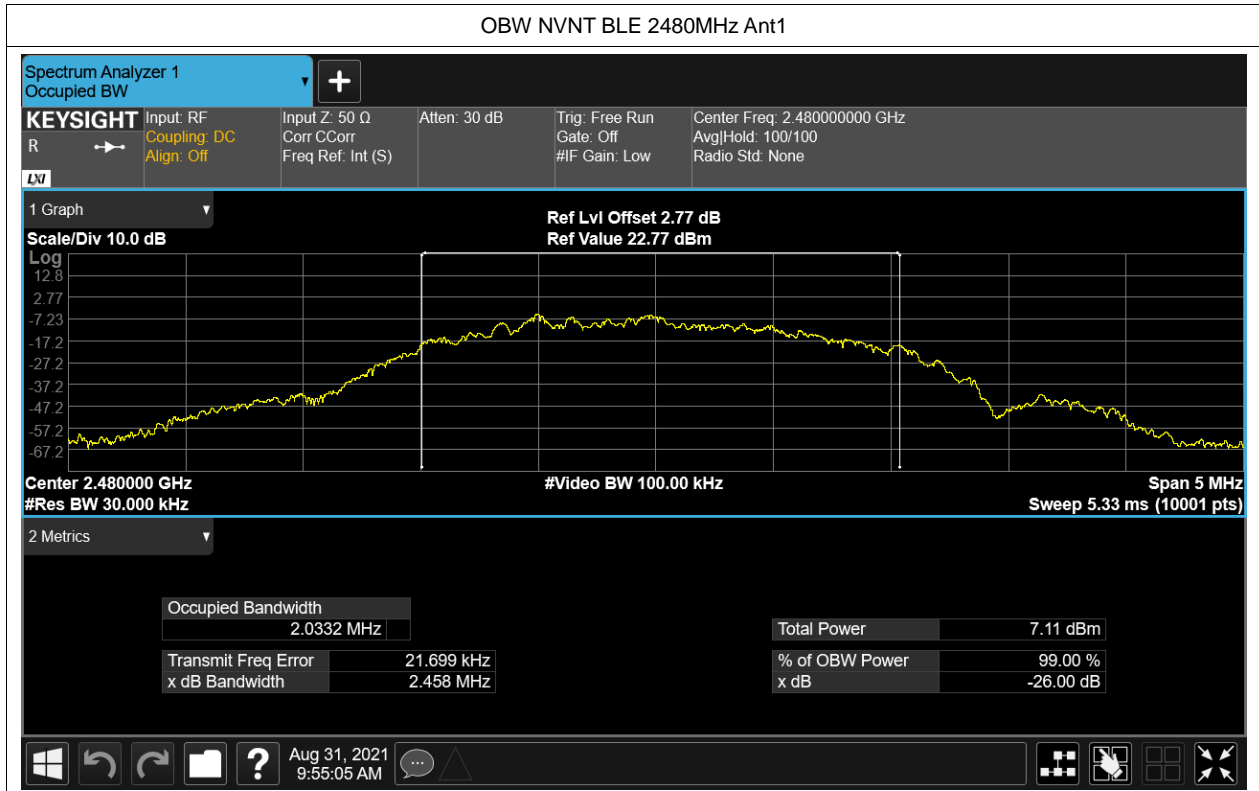 OBW NVNT BLE 2480MHz Ant1
Spectrum Analyzer 1
Occupied BW
KEYSIGHT
R
LXI
Input: RF
Coupling: DC
Align: Off
Input Z: 50 Ω
Corr CCorr
Freq Ref: Int (S)
Atten: 30 dB
Trig: Free Run
Gate: Off
#IF Gain: Low
Center Freq: 2.480000000 GHz
Avg|Hold: 100/100
Radio Std: None
1 Graph
Scale/Div 10.0 dB
Ref Lvl Offset 2.77 dB
Ref Value 22.77 dBm
Log
12.8
2.77
-7.23
-17.2
-27.2
-37.2
-47.2
-57.2
-67.2
Center 2.480000 GHz
#Res BW 30.000 kHz
#Video BW 100.00 kHz
Span 5 MHz
Sweep 5.33 ms (10001 pts)
2 Metrics
Occupied Bandwidth
2.0332 MHz
Transmit Freq Error 21.699 kHz
x dB Bandwidth 2.458 MHz
Total Power 7.11 dBm
% of OBW Power 99.00 %
x dB -26.00 dB
?
Aug 31, 2021
9:55:05 AM